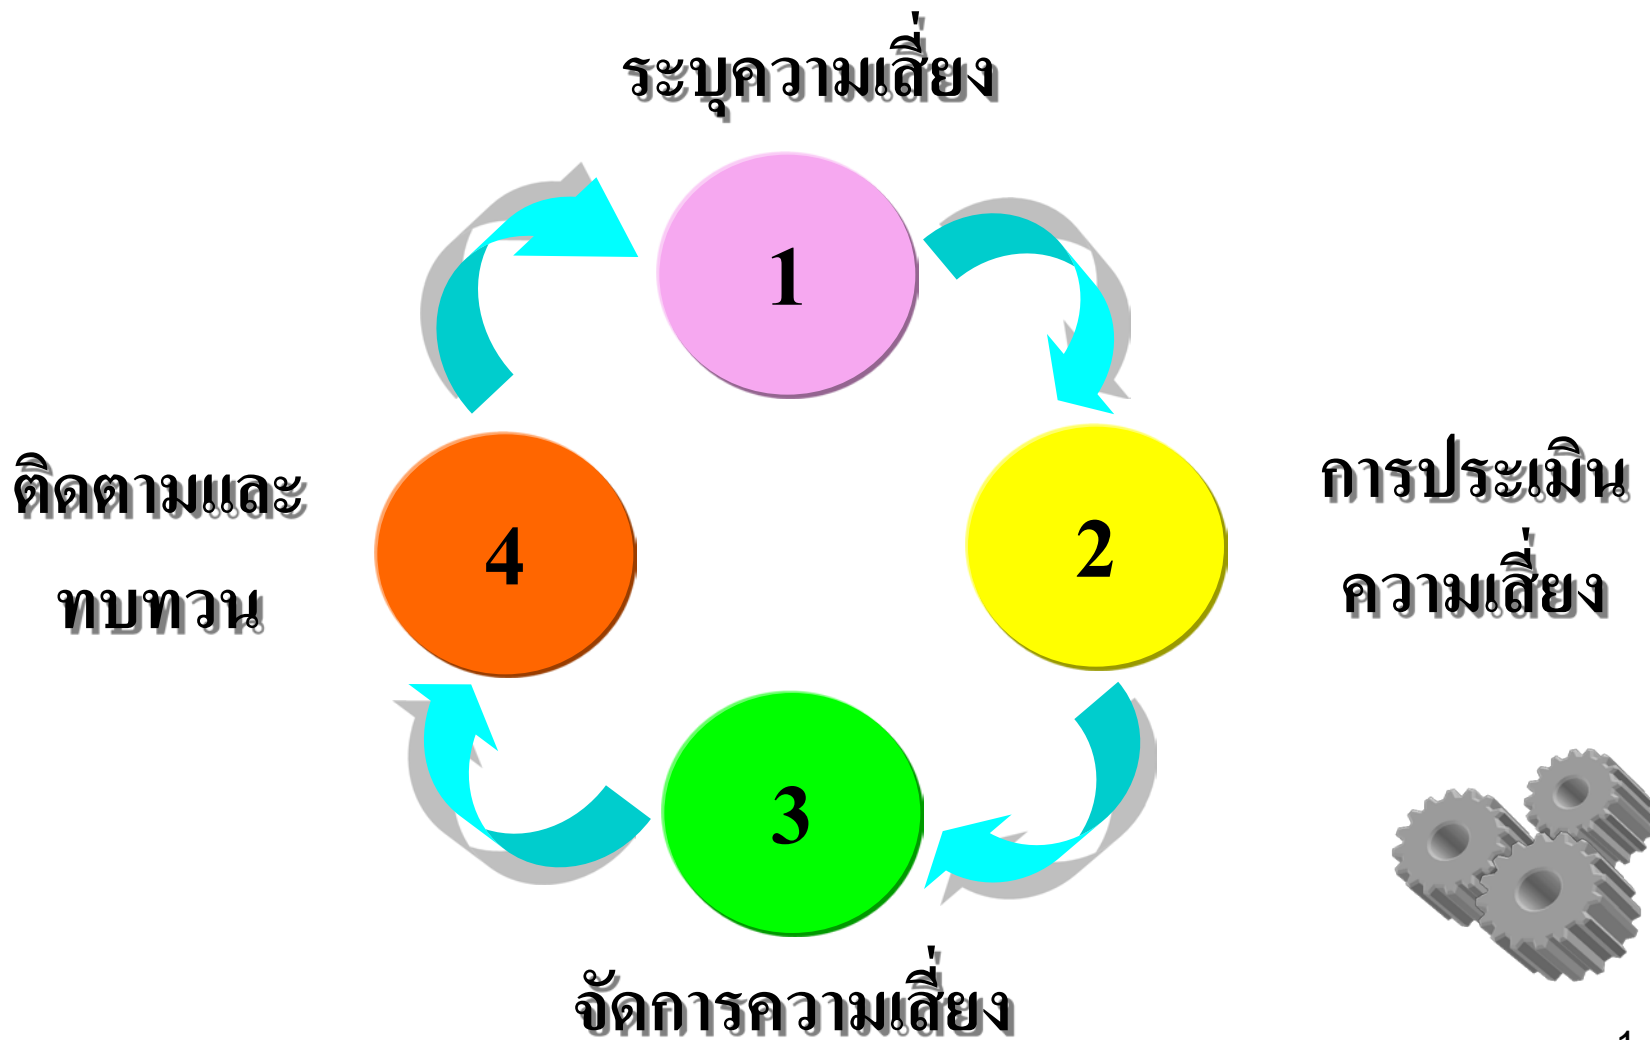 ระบุความเสี่ยง
1
ติดตามและ
ทบทวน
4
2
การประเมิน
ความเสี่ยง
3
จัดการความเสี่ยง